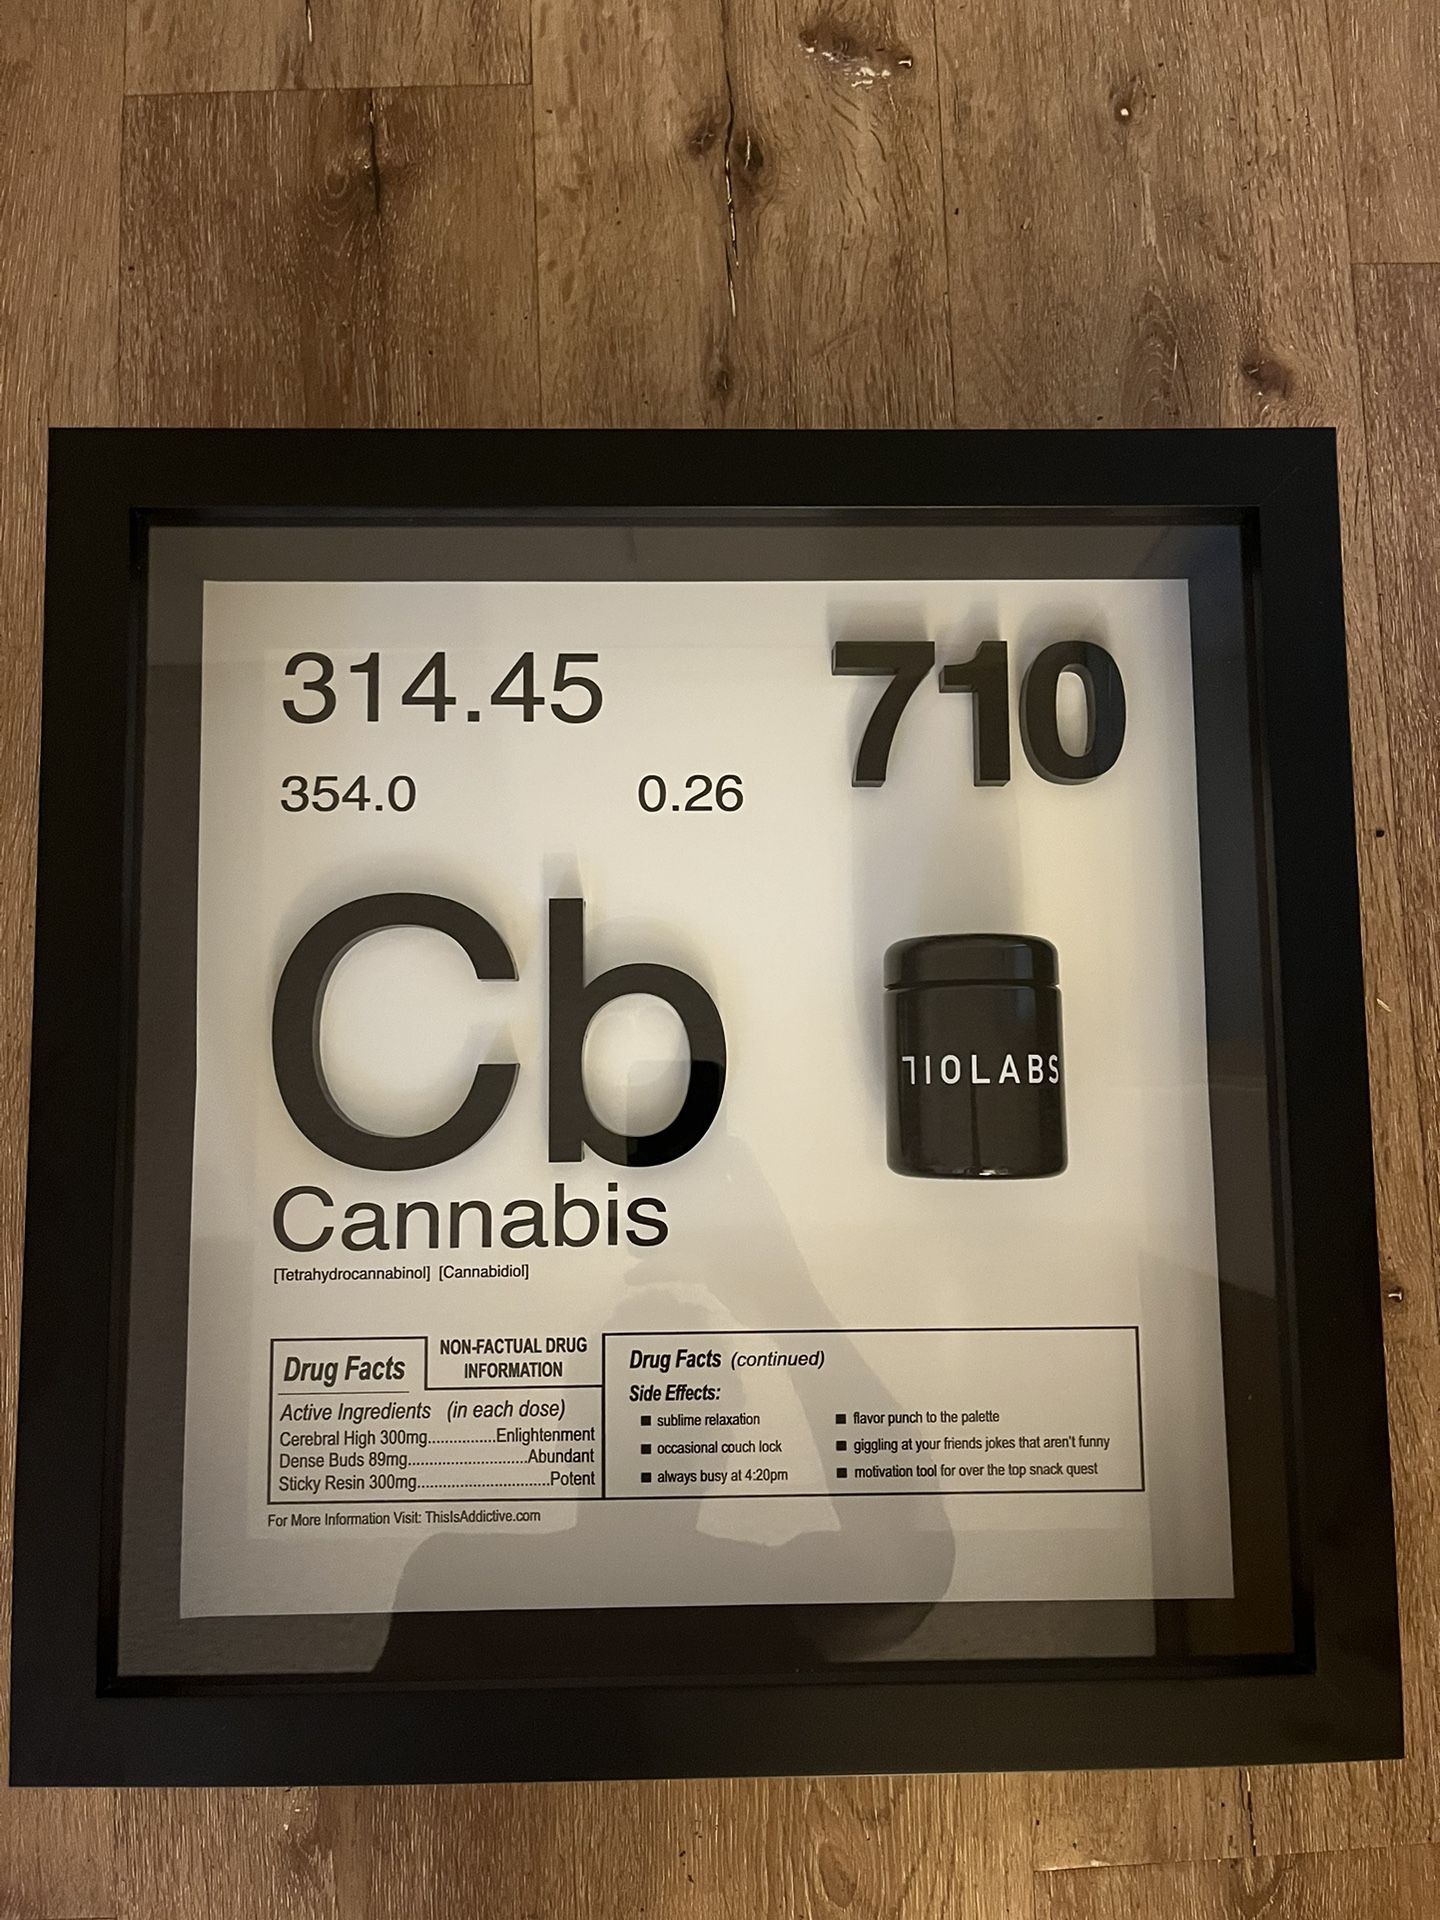 314.45
710
354.0 0.26
Cb
710LABS
Cannabis
[Tetrahydrocannabinol] [Cannabidiol]
Drug Facts
NON-FACTUAL DRUG
INFORMATION
Active Ingredients (in each dose)
Cerebral High 300mg...............Enlightenment
Dense Buds 89mg..........................Abundant
Sticky Resin 300mg.............................Potent
Drug Facts (continued)
Side Effects:
■ sublime relaxation
■ occasional couch lock
■ always busy at 4:20pm
■ flavor punch to the palette
■ giggling at your friends jokes that aren't funny
■ motivation tool for over the top snack quest
For More Information Visit: ThisIsAddictive.com